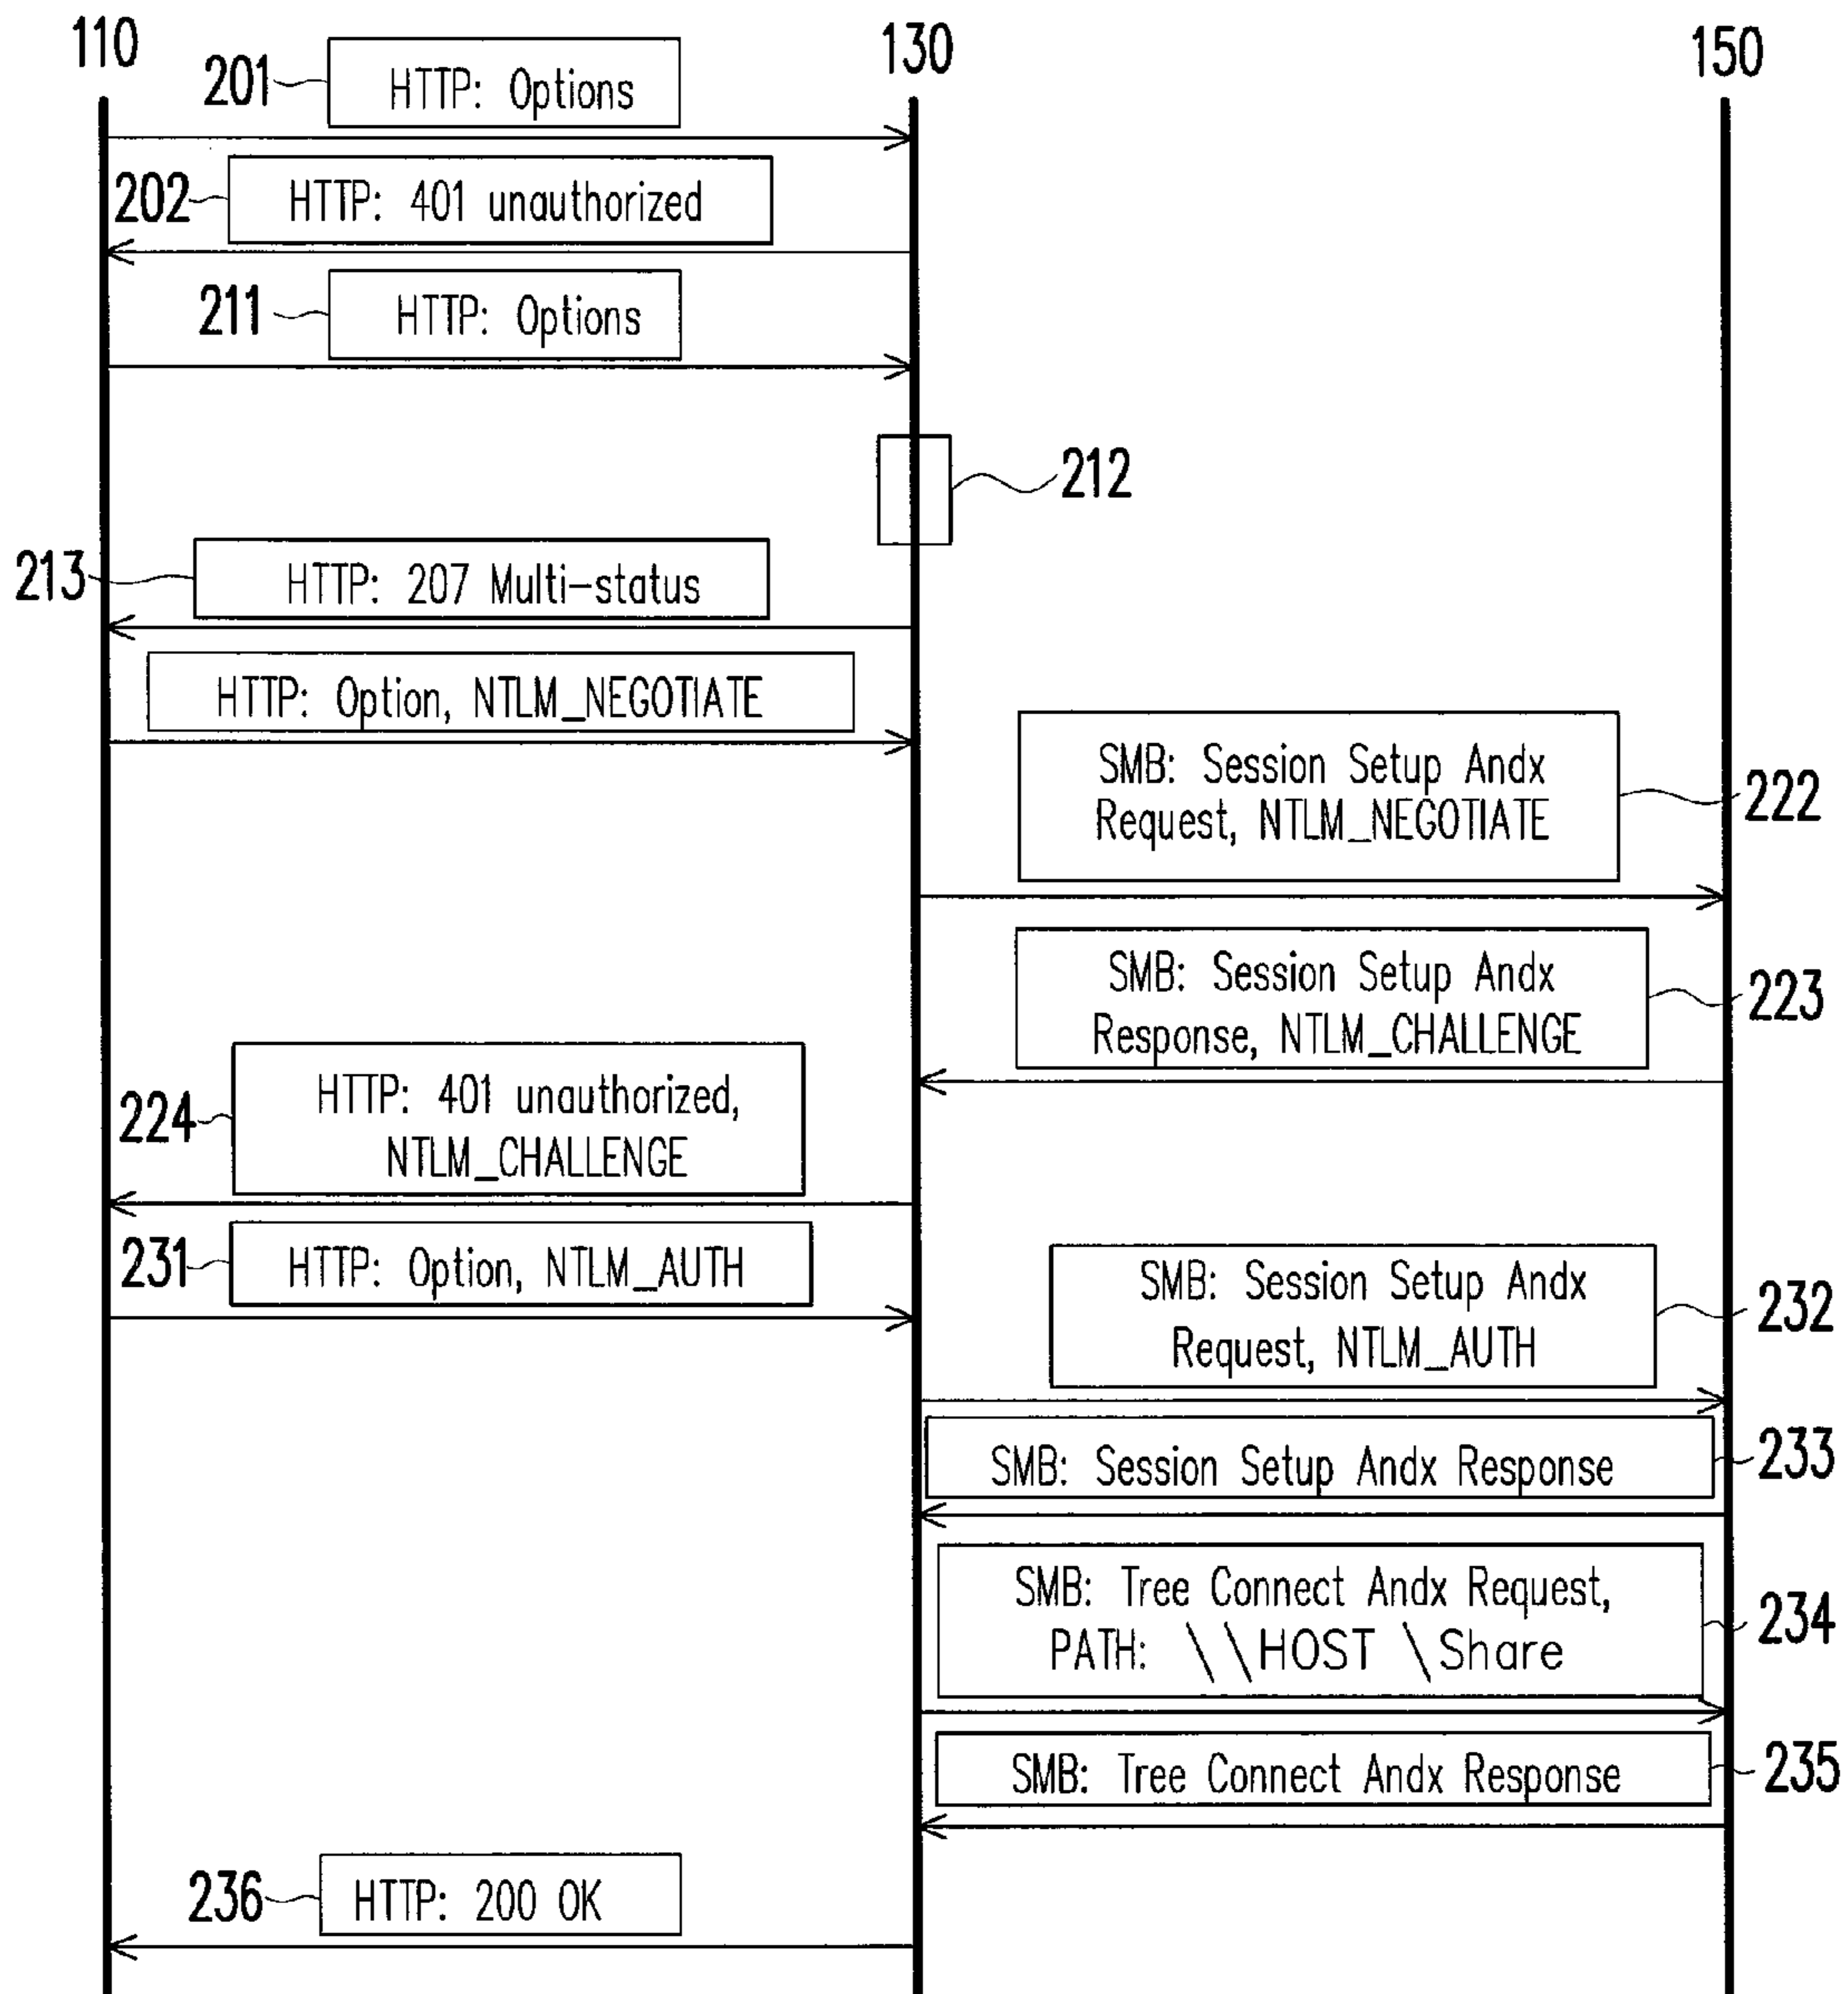 110
130
150
201
HTTP: Options
202
HTTP: 401 unauthorized
211
HTTP: Options
212
213
HTTP: 207 Multi-status
HTTP: Option, NTLM_NEGOTIATE
SMB: Session Setup Andx
Request, NTLM_NEGOTIATE
222
SMB: Session Setup Andx
Response, NTLM_CHALLENGE
223
224
HTTP: 401 unauthorized,
NTLM_CHALLENGE
231
HTTP: Option, NTLM_AUTH
SMB: Session Setup Andx
Request, NTLM_AUTH
232
SMB: Session Setup Andx Response
233
SMB: Tree Connect Andx Request,
PATH: \\HOST \Share
234
SMB: Tree Connect Andx Response
235
236
HTTP: 200 OK